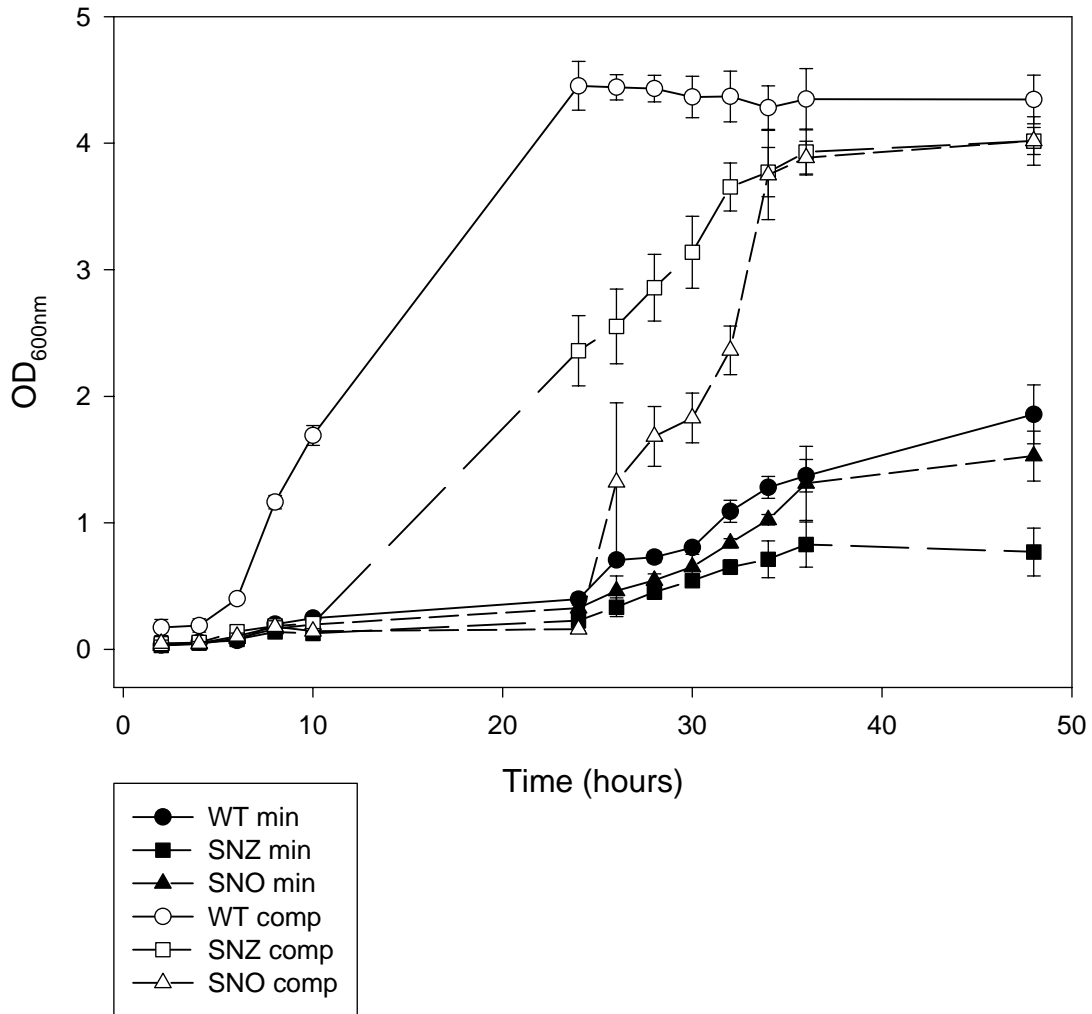 5
4
3
2
1
0
OD600nm
0 10 20 30 40 50
Time (hours)
WT min
SNZ min
SNO min
WT comp
SNZ comp
SNO comp